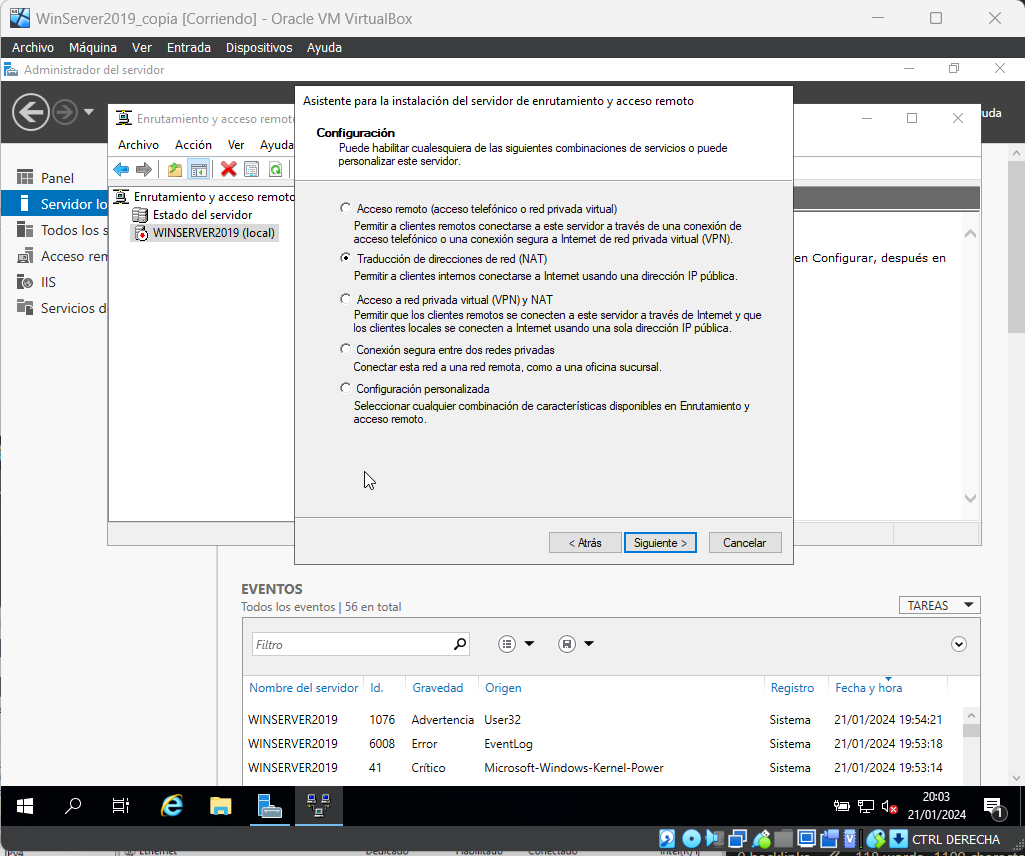 WinServer2019_copia [Corriendo] - Oracle VM VirtualBox
Archivo Máquina Ver Entrada Dispositivos Ayuda
Administrador del servidor
Asistente para la instalación del servidor de enrutamiento y acceso remoto
Enrutamiento y acceso remoto
uda
Configuración
Puede habilitar cualesquiera de las siguientes combinaciones de servicios o puede
personalizar este servidor.
Archivo Acción Ver Ayuda
Panel
Servidor lo
Todos los s
Acceso rem
IIS
Servicios d
Enrutamiento y acceso remoto
Estado del servidor
WINSERVER2019 (local)
Acceso remoto (acceso telefónico o red privada virtual)
Permitir a clientes remotos conectarse a este servidor a través de una conexión de
acceso telefónico o una conexión segura a Internet de red privada virtual (VPN).
Traducción de direcciones de red (NAT)
Permitir a clientes internos conectarse a Internet usando una dirección IP pública.
Acceso a red privada virtual (VPN) y NAT
Permitir que los clientes remotos se conecten a este servidor a través de Internet y que
los clientes locales se conecten a Internet usando una sola dirección IP pública.
Conexión segura entre dos redes privadas
Conectar esta red a una red remota, como a una oficina sucursal.
Configuración personalizada
Seleccionar cualquier combinación de características disponibles en Enrutamiento y
acceso remoto.
en Configurar, después en
< Atrás Siguiente > Cancelar
EVENTOS
Todos los eventos | 56 en total
TAREAS
Filtro
Nombre del servidor Id. Gravedad Origen Registro Fecha y hora
WINSERVER2019 1076 Advertencia User32 Sistema 21/01/2024 19:54:21
WINSERVER2019 6008 Error EventLog Sistema 21/01/2024 19:53:18
WINSERVER2019 41 Crítico Microsoft-Windows-Kernel-Power Sistema 21/01/2024 19:53:14
20:03
21/01/2024
1
CTRL DERECHA